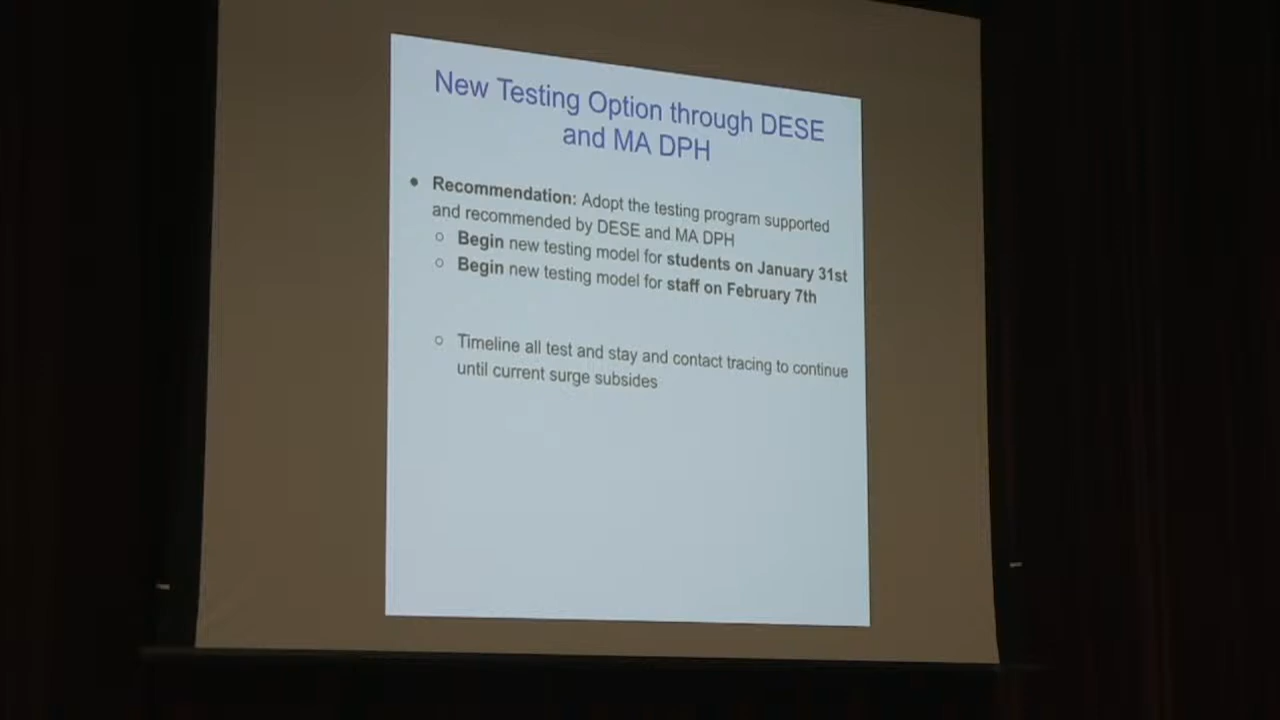 New Testing Option through DESE
and MA DPH
● Recommendation: Adopt the testing program supported
and recommended by DESE and MA DPH
○ Begin new testing model for students on January 31st
○ Begin new testing model for staff on February 7th
○ Timeline all test and stay and contact tracing to continue
until current surge subsides